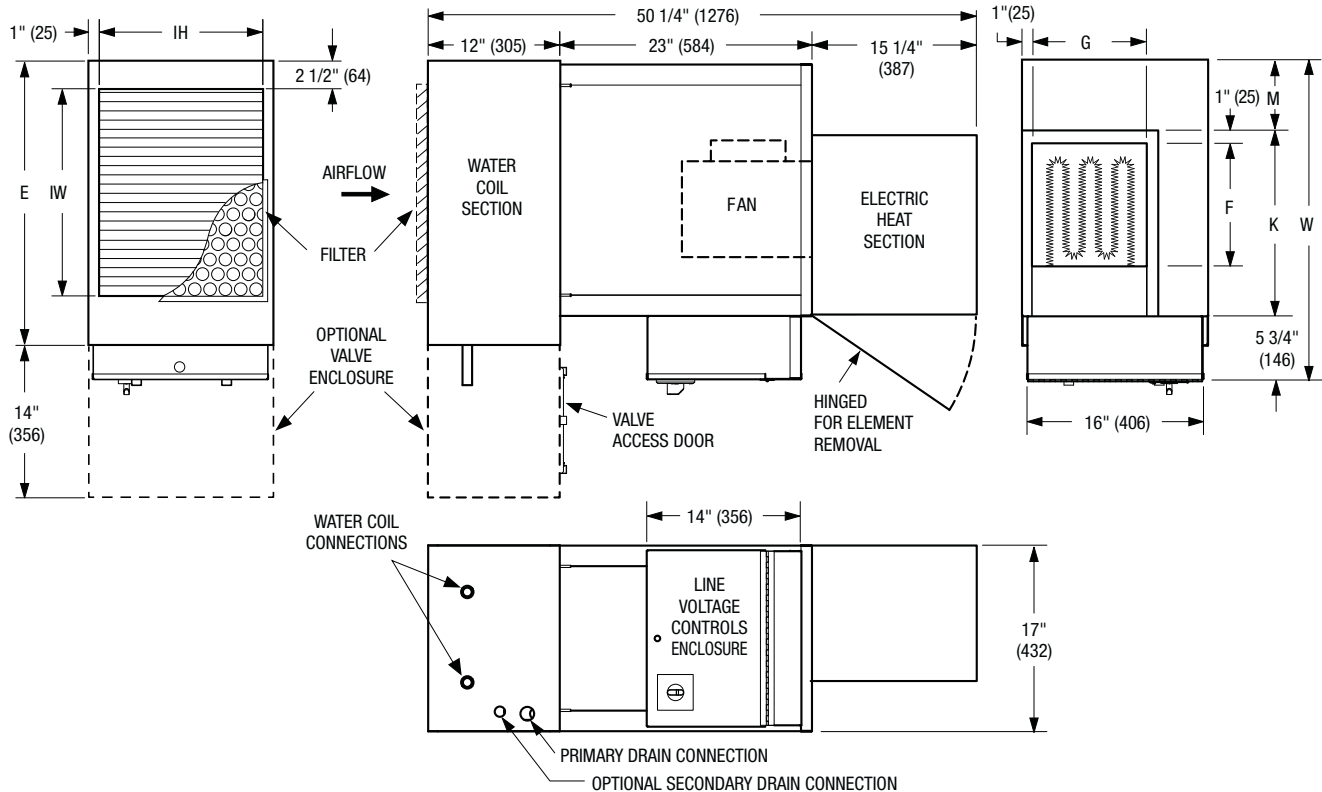 50 1/4" (1276)
1" (25)
IH
12" (305)
23" (584)
15 1/4"
(387)
1"(25)
G
2 1/2" (64)
1" (25)
M
E
IW
AIRFLOW
WATER
COIL
SECTION
FAN
ELECTRIC
HEAT
SECTION
F
K
W
FILTER
OPTIONAL
VALVE
ENCLOSURE
5 3/4"
(146)
14"
(356)
VALVE
ACCESS DOOR
HINGED
FOR ELEMENT
REMOVAL
16" (406)
WATER COIL
CONNECTIONS
14" (356)
LINE
VOLTAGE
CONTROLS
ENCLOSURE
17"
(432)
PRIMARY DRAIN CONNECTION
OPTIONAL SECONDARY DRAIN CONNECTION